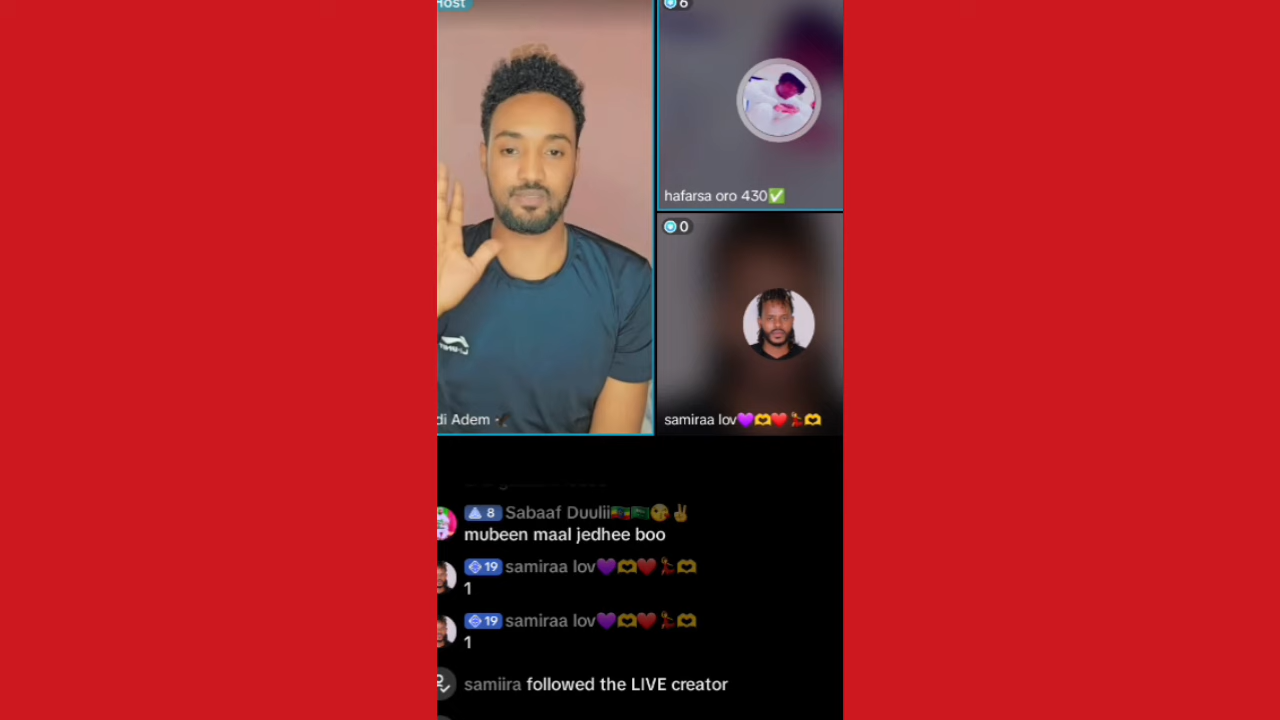 Host
6
hafarsa oro 430✅
0
di Adem
samiraa lov💜🫶❤️💃🫶
8 Sabaaf Duulii🇪🇹🇸🇦😘✌️
mubeen maal jedhee boo
19 samiraa lov💜🫶❤️💃🫶
1
19 samiraa lov💜🫶❤️💃🫶
1
samiira followed the LIVE creator